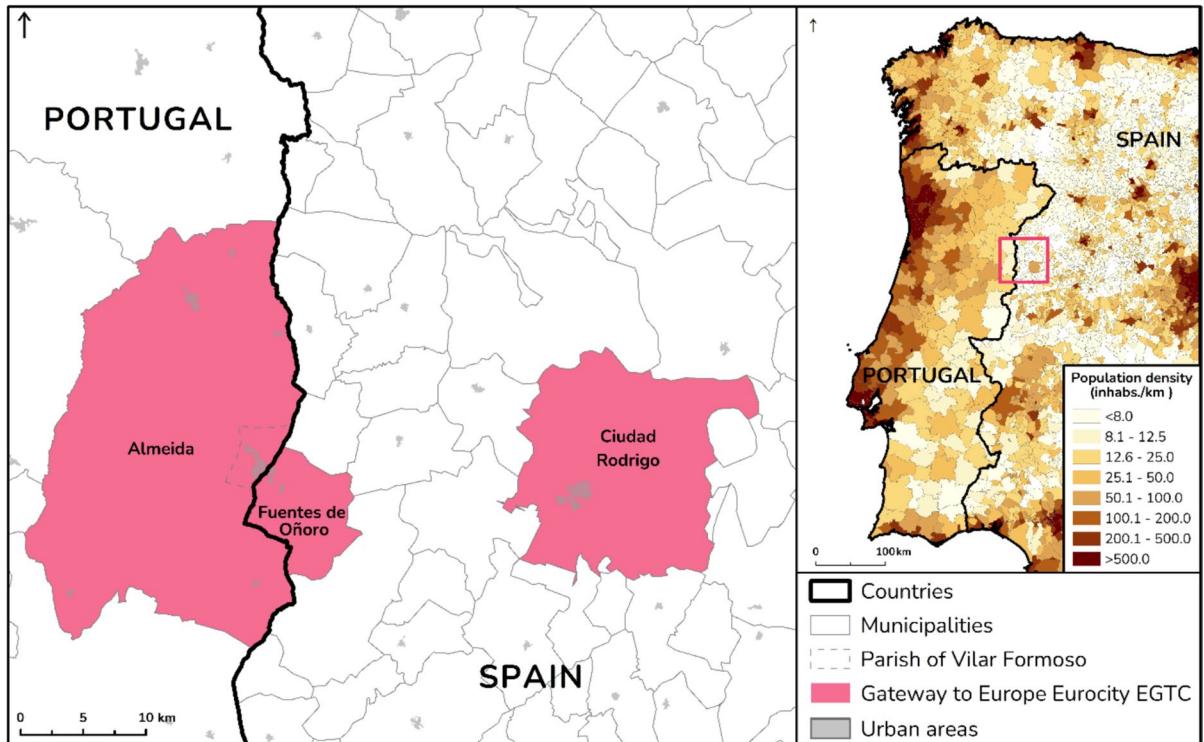 PORTUGAL
Almeida
Fuentes de
Oñoro
Ciudad
Rodrigo
SPAIN
0 5 10 km
SPAIN
PORTUGAL
Population density
(inhabs./km )
<8.0
8.1 - 12.5
12.6 - 25.0
25.1 - 50.0
50.1 - 100.0
100.1 - 200.0
200.1 - 500.0
>500.0
0 100 km
Countries
Municipalities
Parish of Vilar Formoso
Gateway to Europe Eurocity EGTC
Urban areas